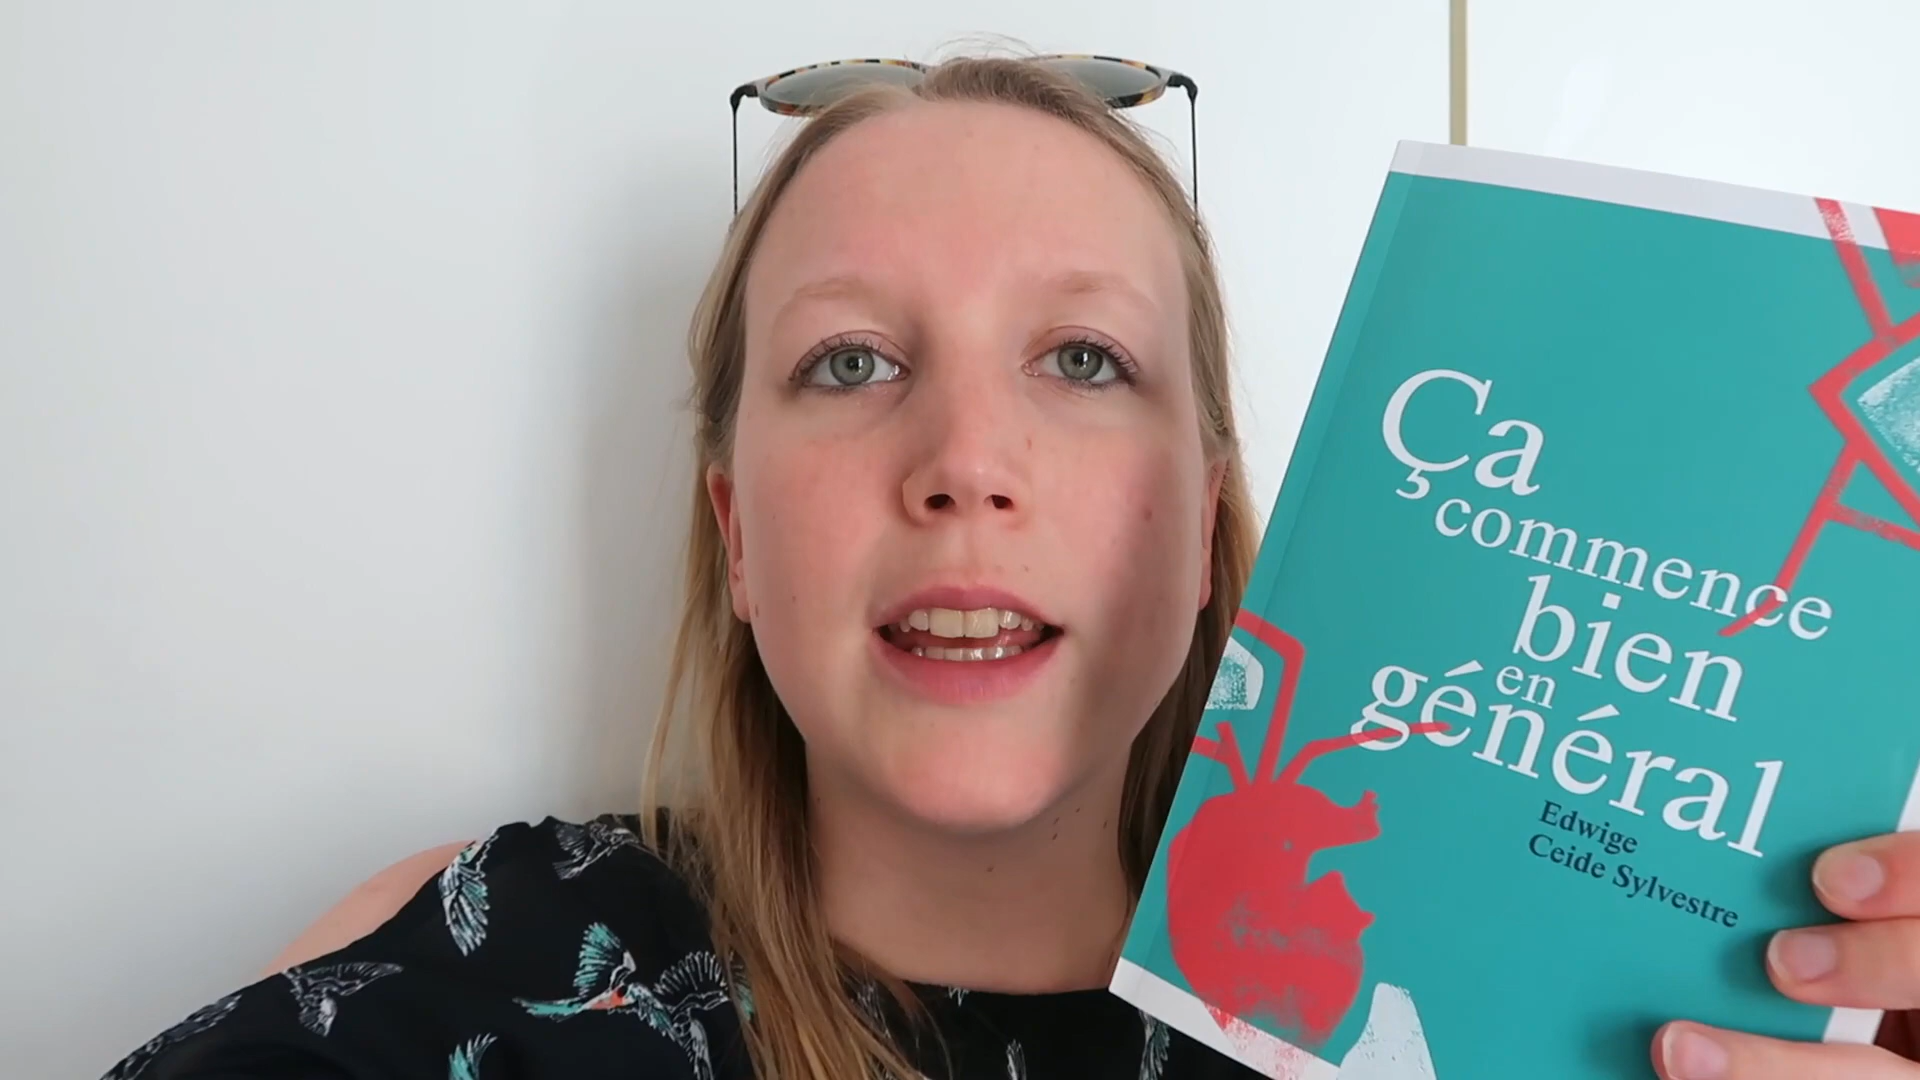 Ça
commence
bien
en
général
Edwige
Ceide Sylvestre